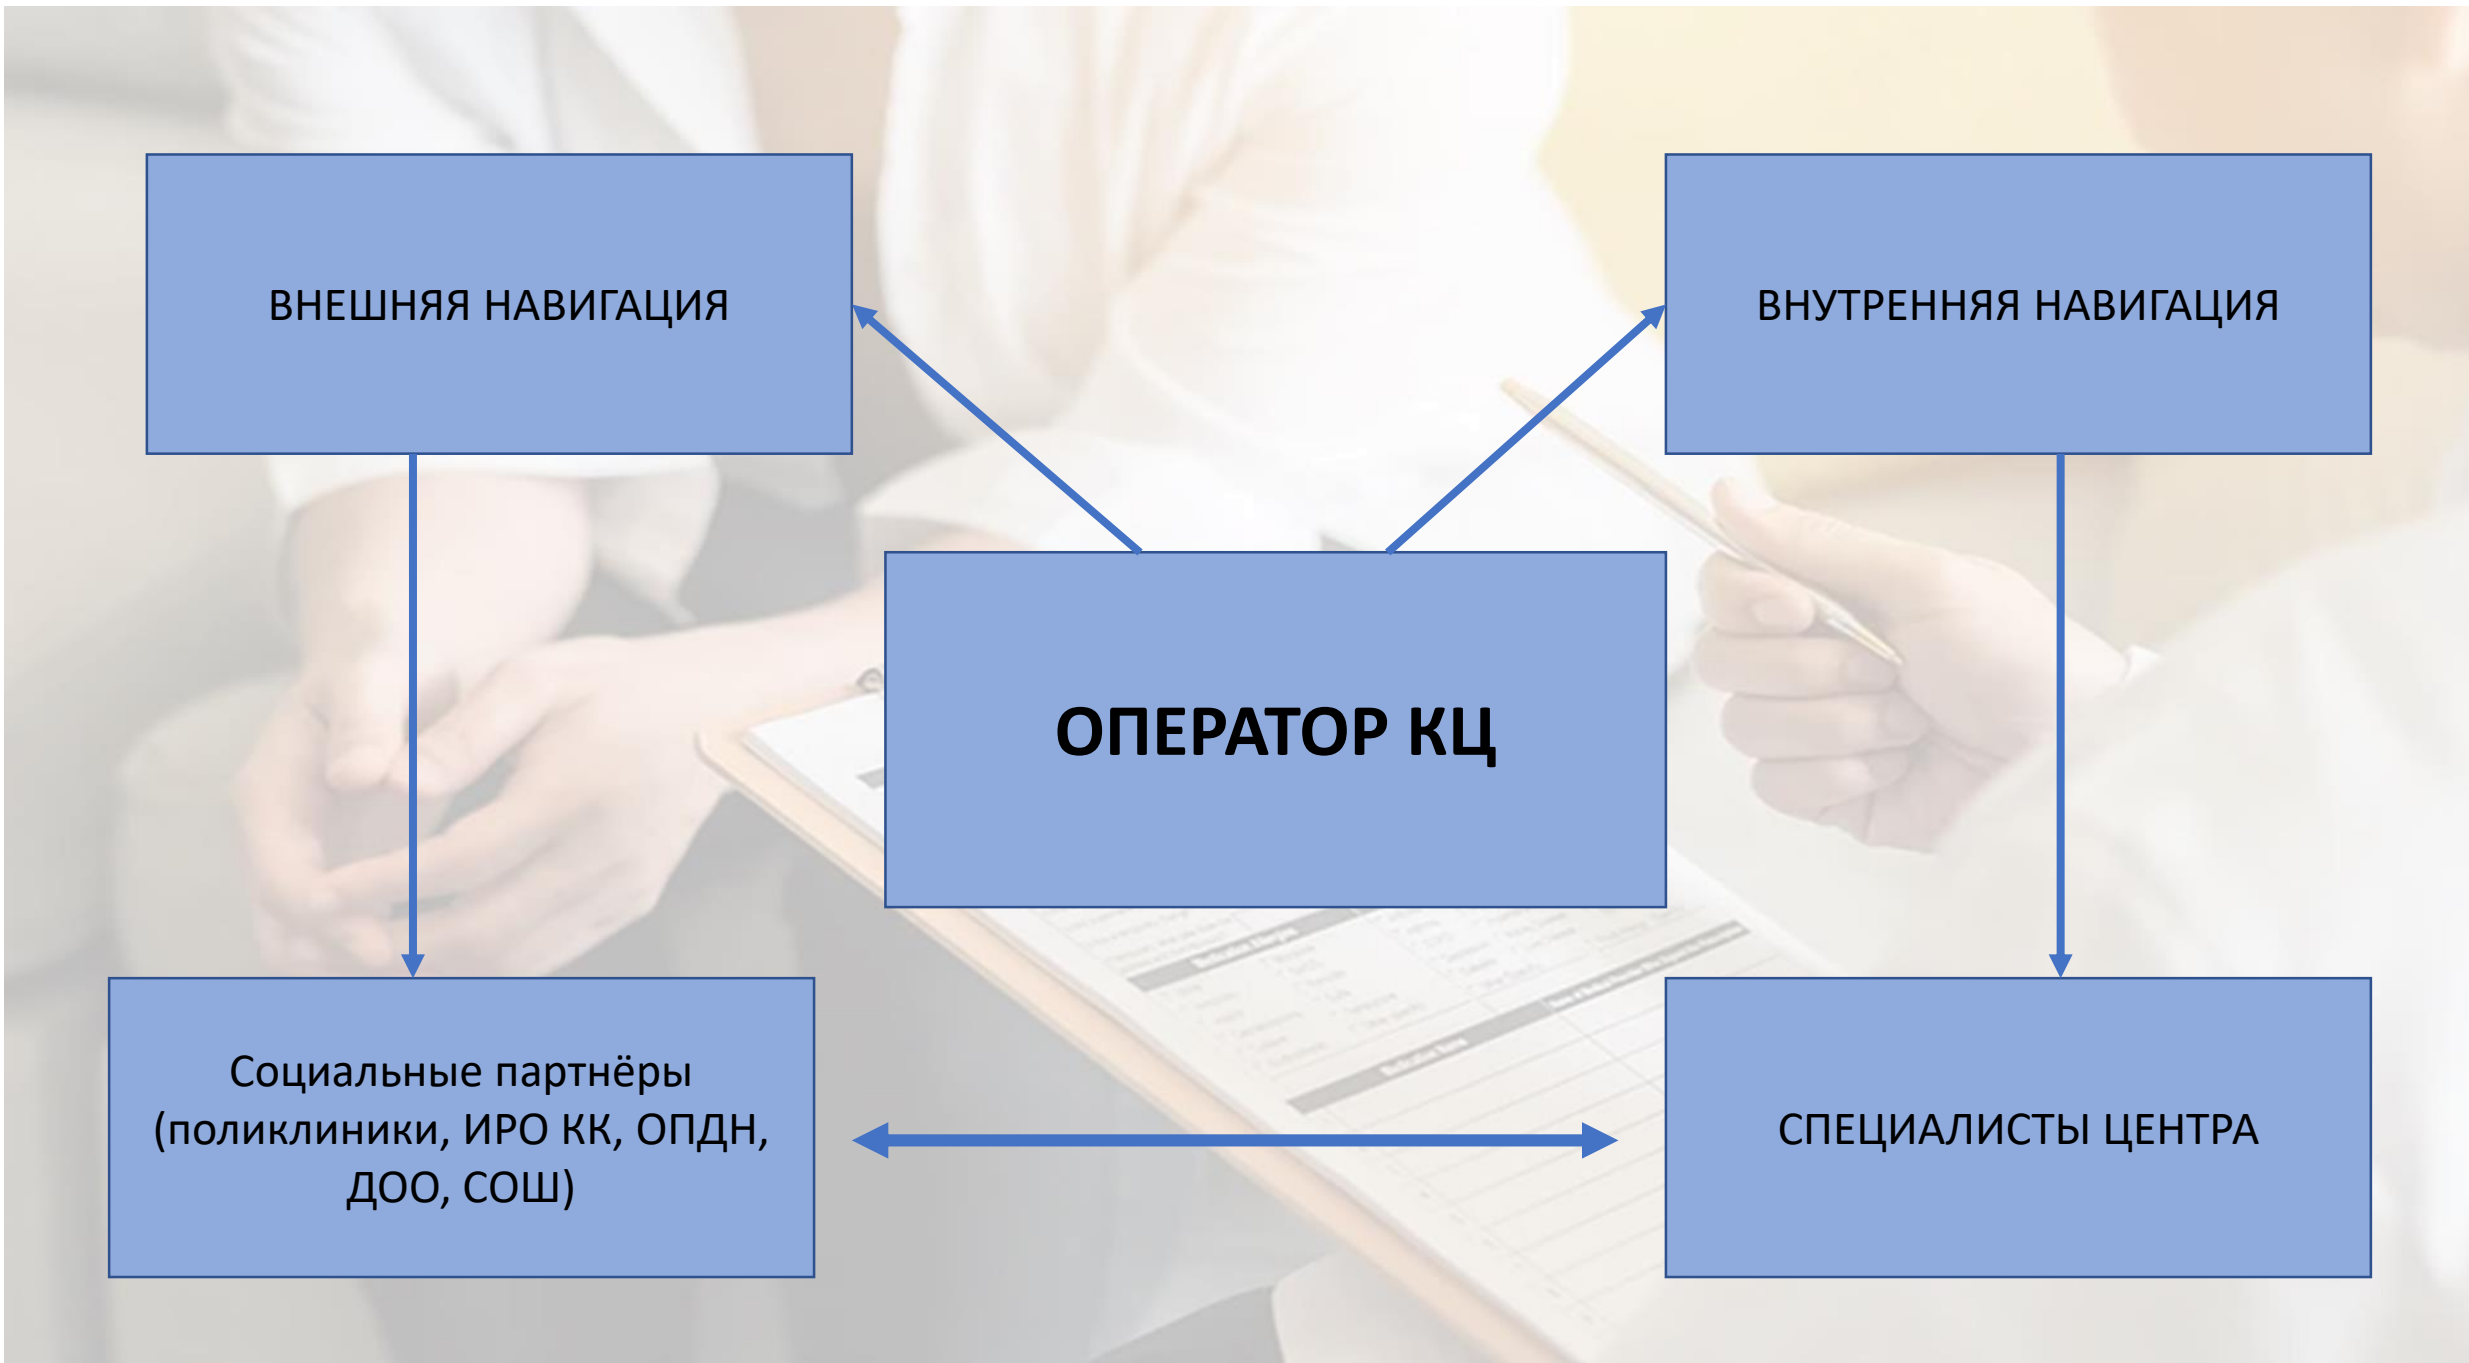 ВНЕШНЯЯ НАВИГАЦИЯ
ВНУТРЕННЯЯ НАВИГАЦИЯ
ОПЕРАТОР КЦ
Социальные партнёры
(поликлиники, ИРО КК, ОПДН,
ДОО, СОШ)
СПЕЦИАЛИСТЫ ЦЕНТРА